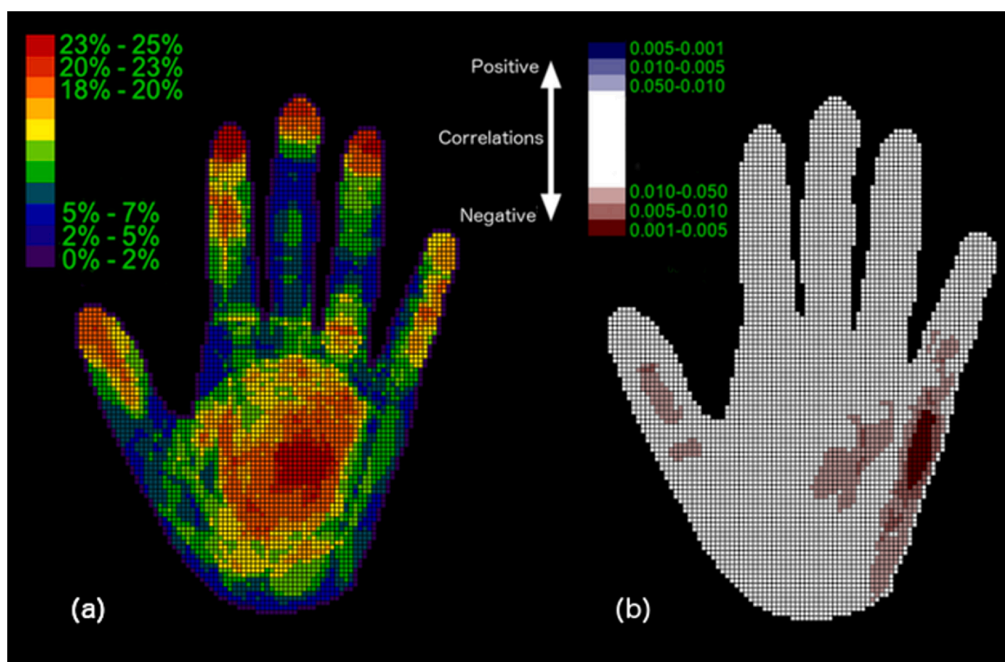 23% - 25%
20% - 23%
18% - 20%
5% - 7%
2% - 5%
0% - 2%
(a)
Positive
Correlations
Negative
0.005-0.001
0.010-0.005
0.050-0.010
0.010-0.050
0.005-0.010
0.001-0.005
(b)